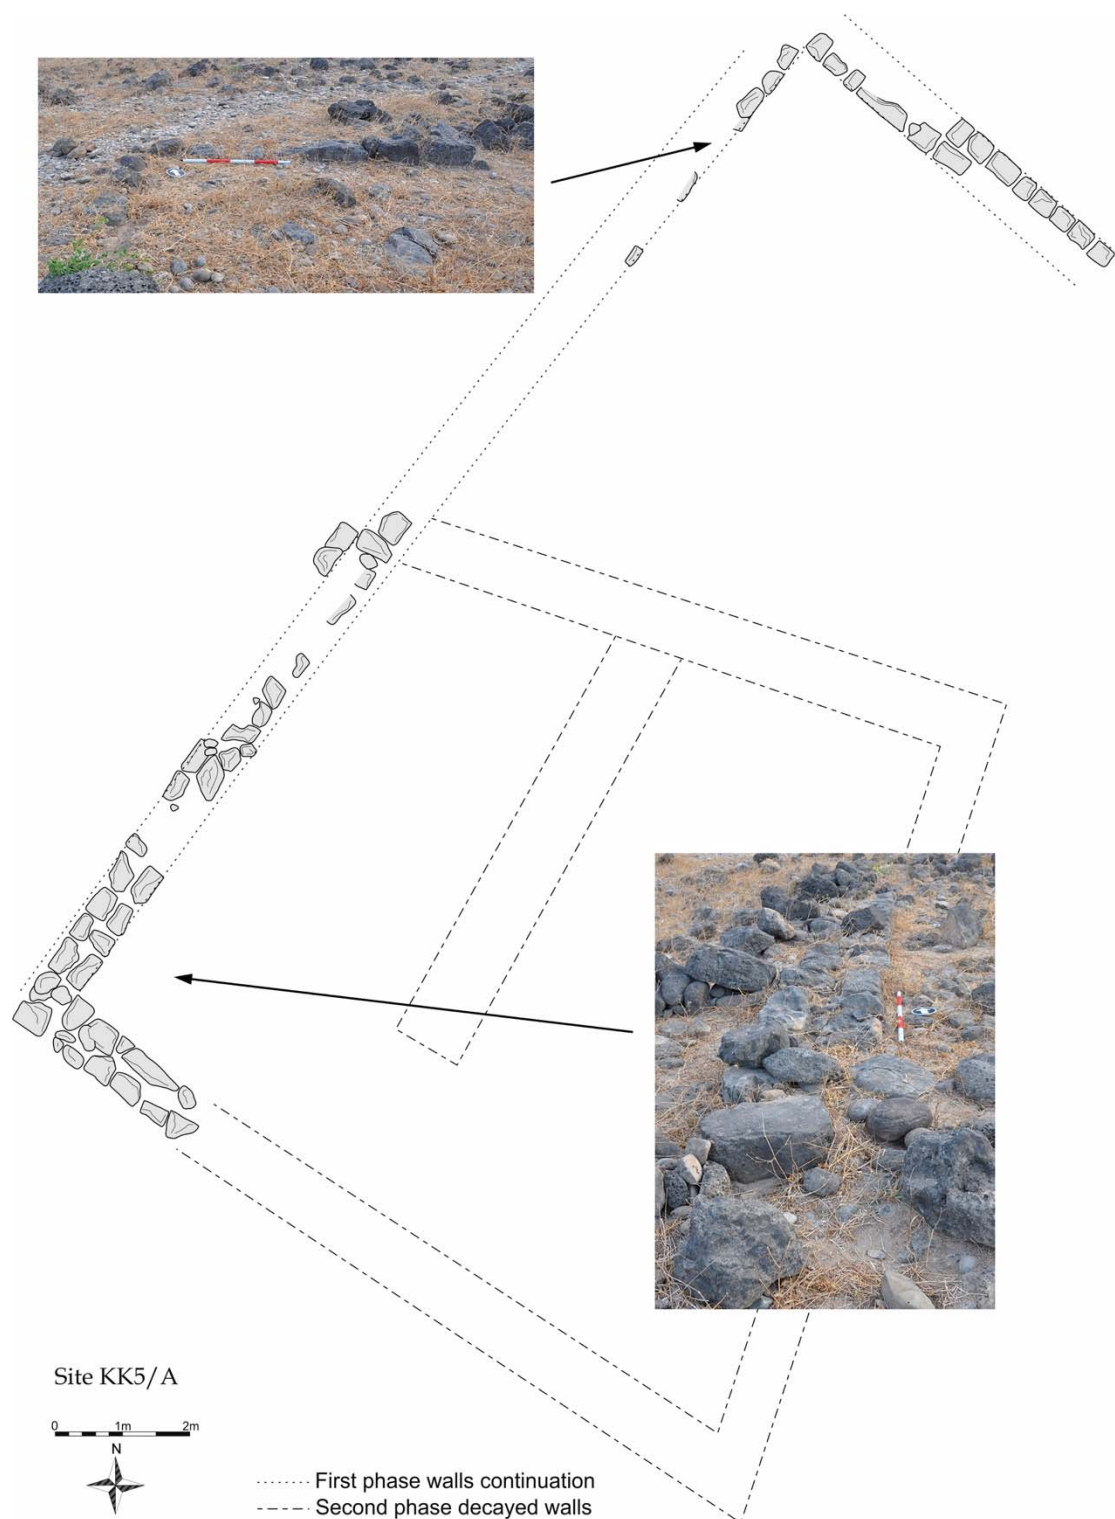 Site KK5/A
0 1m 2m
N
First phase walls continuation
Second phase decayed walls